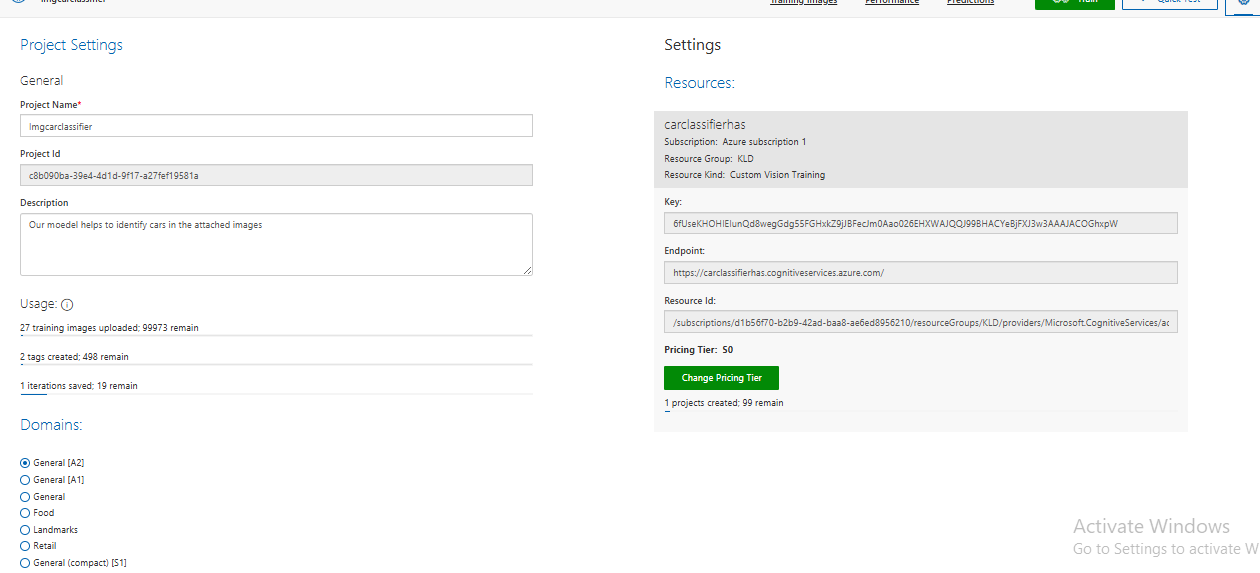 Imgcarclassifier
Training Images
Performance
Predictions
Train
Quick Test
Project Settings
General
Project Name*
Imgcarclassifier
Project Id
c8b090ba-39e4-4d1d-9f17-a27fef19581a
Description
Our moedel helps to identify cars in the attached images
Usage:
27 training images uploaded; 99973 remain
2 tags created; 498 remain
1 iterations saved; 19 remain
Domains:
General [A2]
General [A1]
General
Food
Landmarks
Retail
General (compact) [S1]
Settings
Resources:
carclassifierhas
Subscription: Azure subscription 1
Resource Group: KLD
Resource Kind: Custom Vision Training
Key:
6fUseKHOHIEIunQd8wegGdg55FGHxkZ9jJBFecJm0Aao026EHXWAJQQJ99BHACYeBjFXJ3w3AAAJACOGhxpW
Endpoint:
https://carclassifierhas.cognitiveservices.azure.com/
Resource Id:
/subscriptions/d1b56f70-b2b9-42ad-baa8-ae6ed8956210/resourceGroups/KLD/providers/Microsoft.CognitiveServices/ac
Pricing Tier: S0
Change Pricing Tier
1 projects created; 99 remain
Activate Windows
Go to Settings to activate W